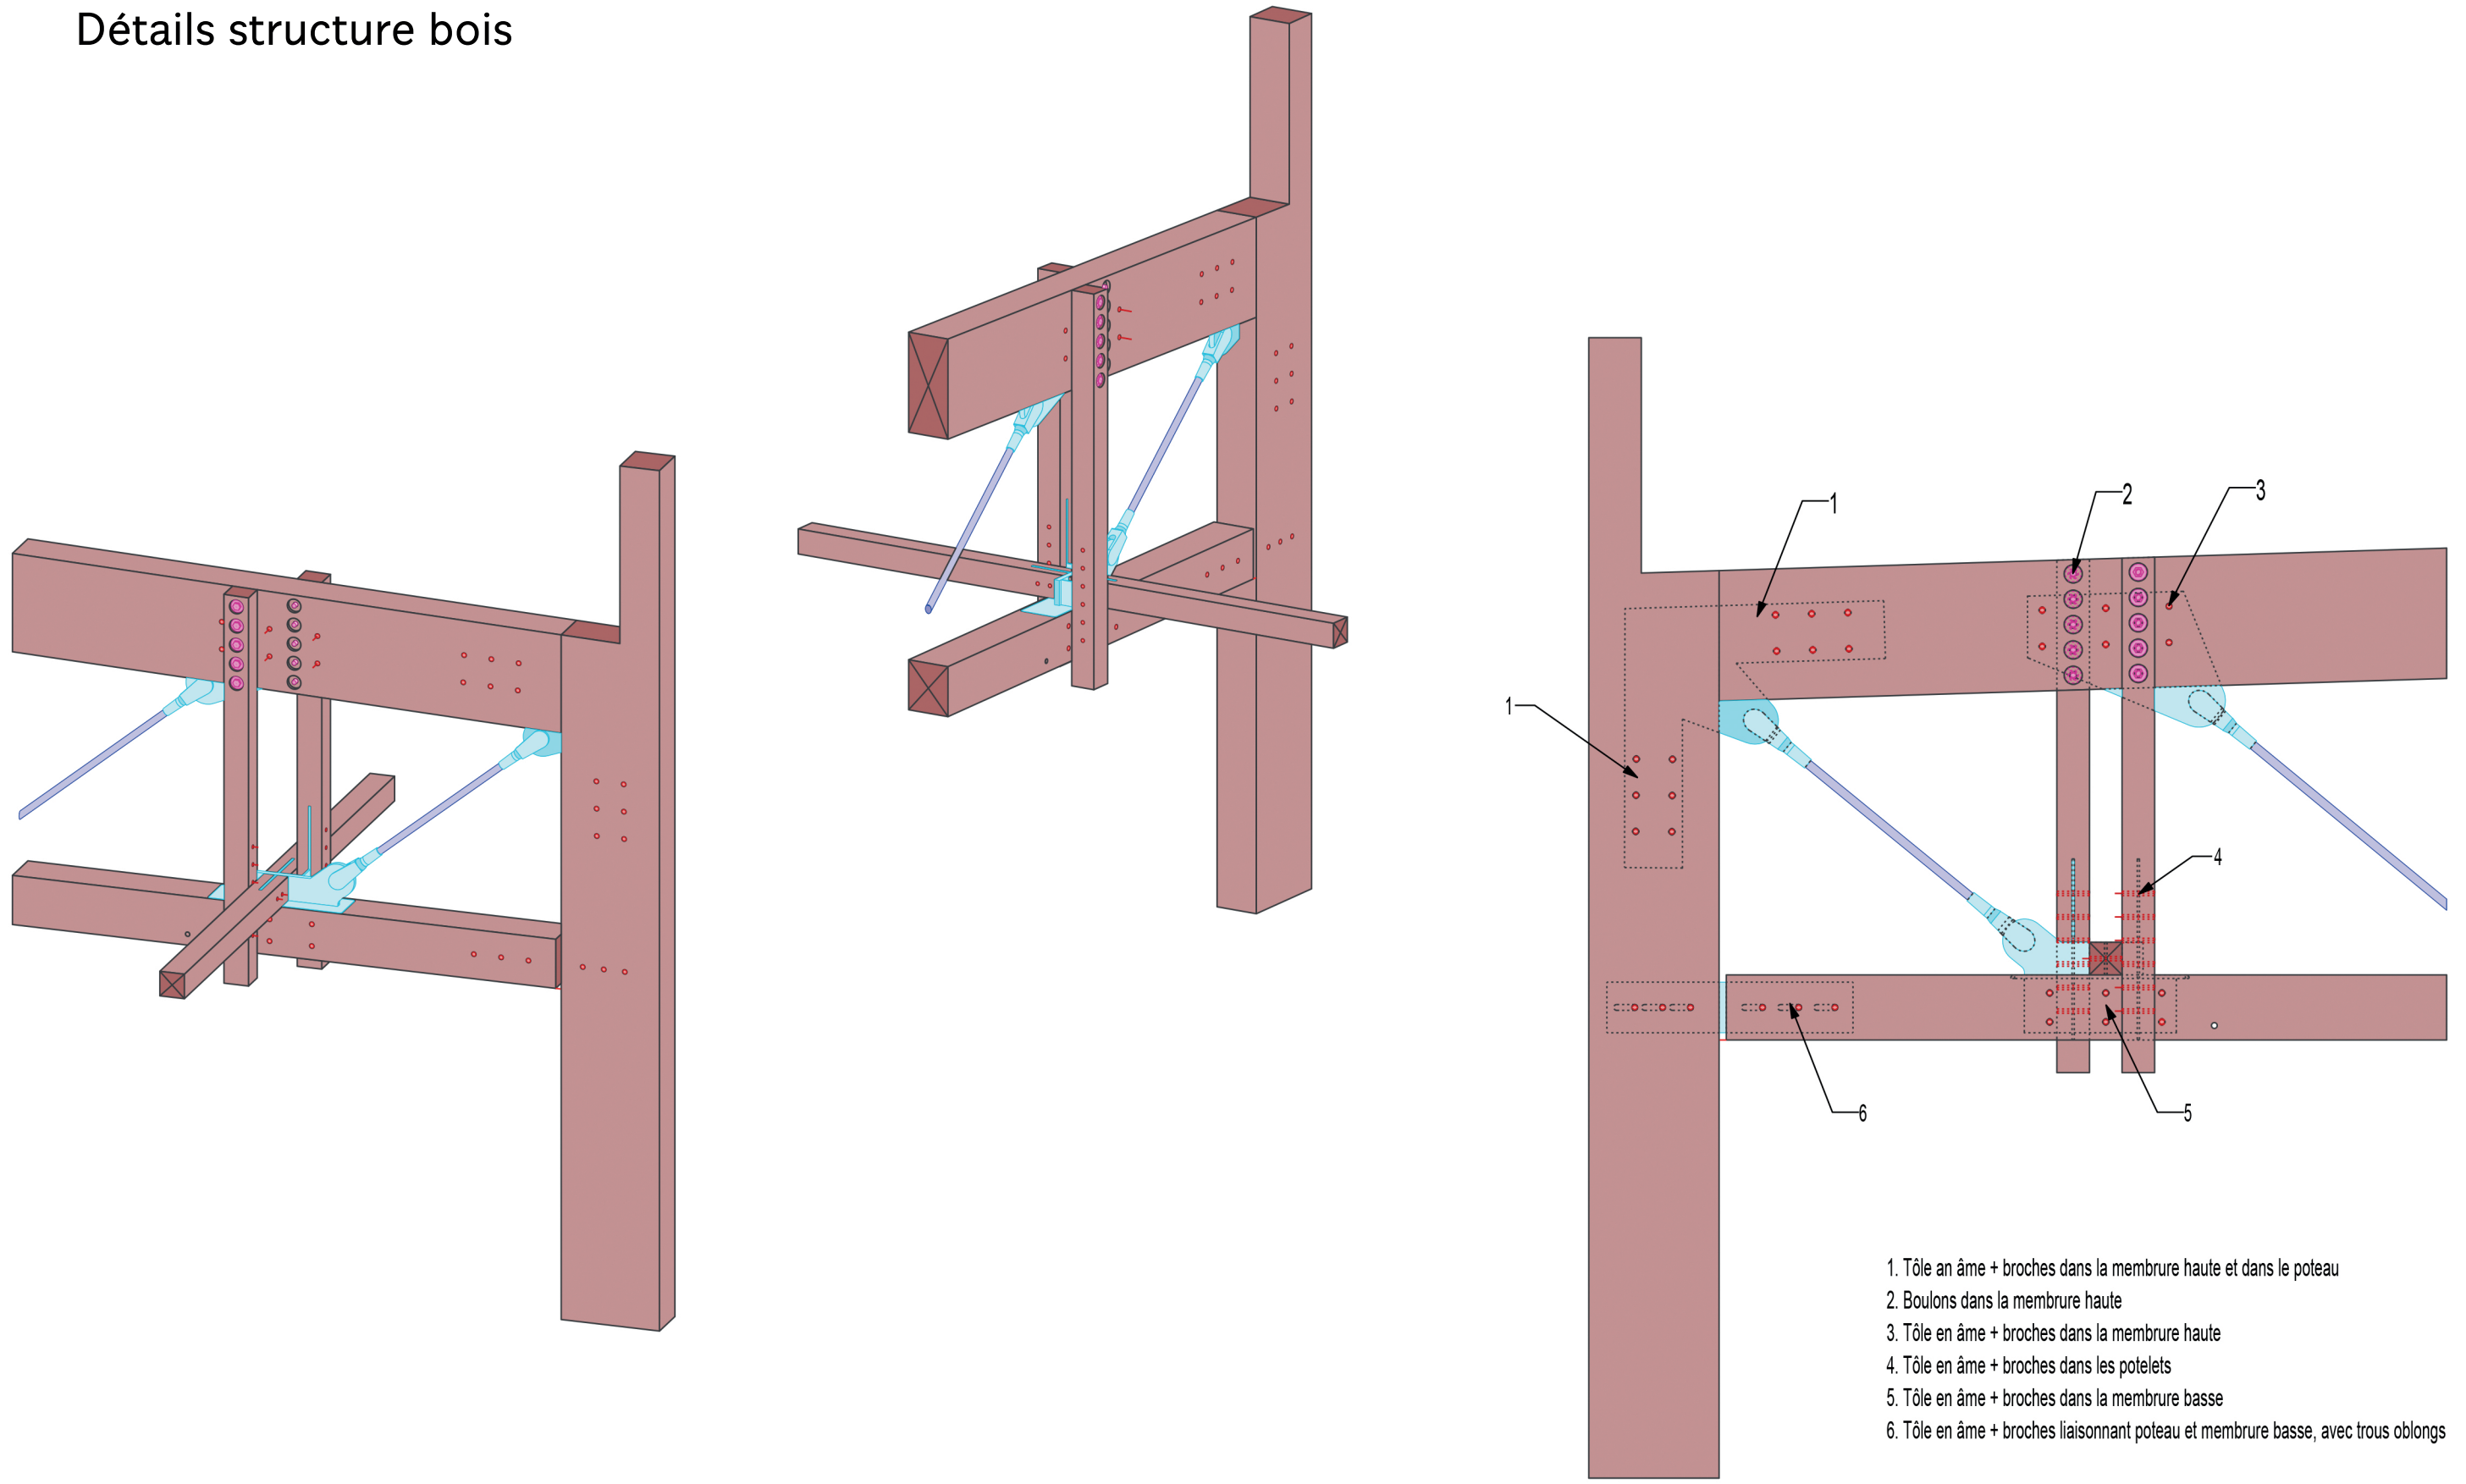 Détails structure bois
1
2
3
1
4
6
5
1. Tôle an âme + broches dans la membrure haute et dans le poteau
2. Boulons dans la membrure haute
3. Tôle en âme + broches dans la membrure haute
4. Tôle en âme + broches dans les potelets
5. Tôle en âme + broches dans la membrure basse
6. Tôle en âme + broches liaisonnant poteau et membrure basse, avec trous oblongs